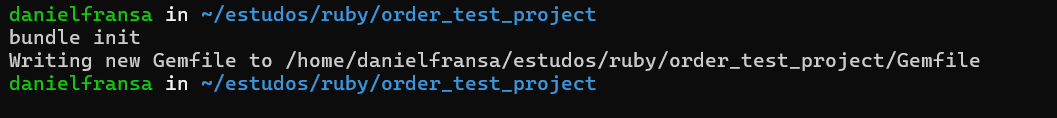 danielfransa in ~/estudos/ruby/order_test_project
bundle init
Writing new Gemfile to /home/danielfransa/estudos/ruby/order_test_project/Gemfile
danielfransa in ~/estudos/ruby/order_test_project